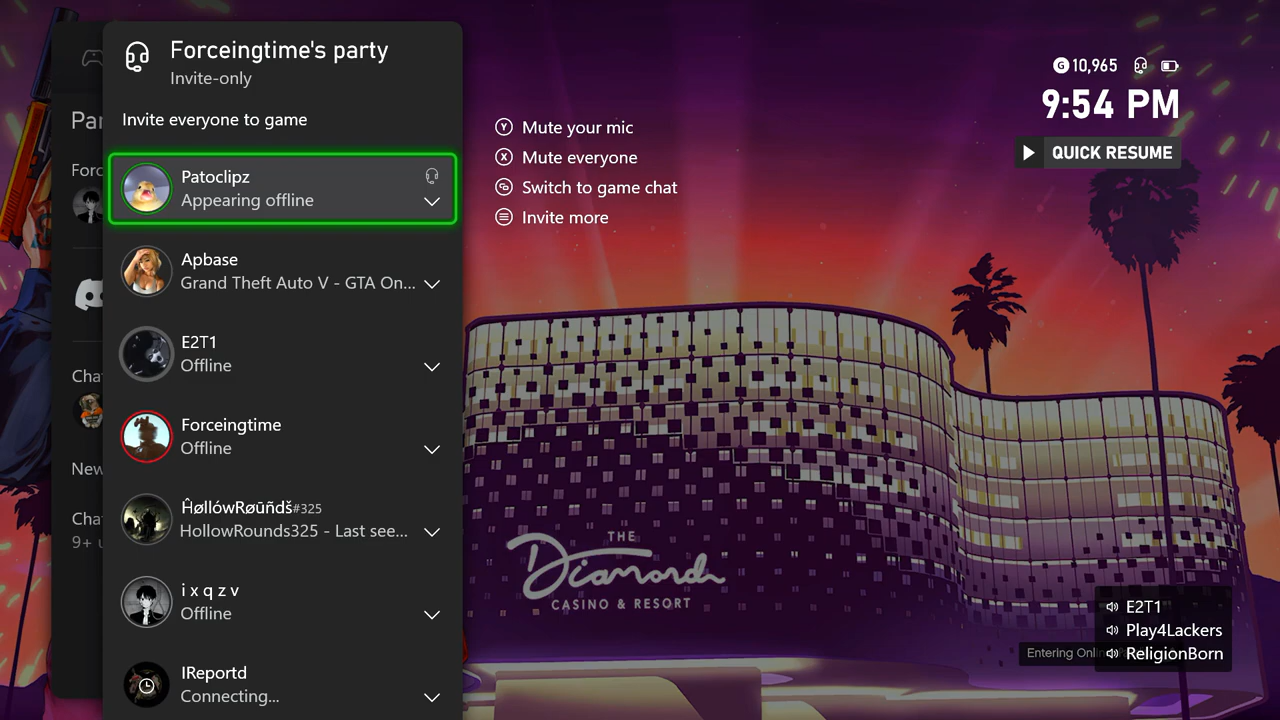 Forceingtime's party
Invite-only
Invite everyone to game
Patoclipz
Appearing offline
Apbase
Grand Theft Auto V - GTA On...
E2T1
Offline
Forceingtime
Offline
ĤøllówRøūñdš#325
HollowRounds325 - Last see...
i x q z v
Offline
IReportd
Connecting...
Par
Forc
Cha
New
Cha
9+ u
Y Mute your mic
X Mute everyone
Switch to game chat
Invite more
G 10,965
9:54 PM
QUICK RESUME
THE
Diamond
CASINO & RESORT
E2T1
Play4Lackers
ReligionBorn
Entering Onlin